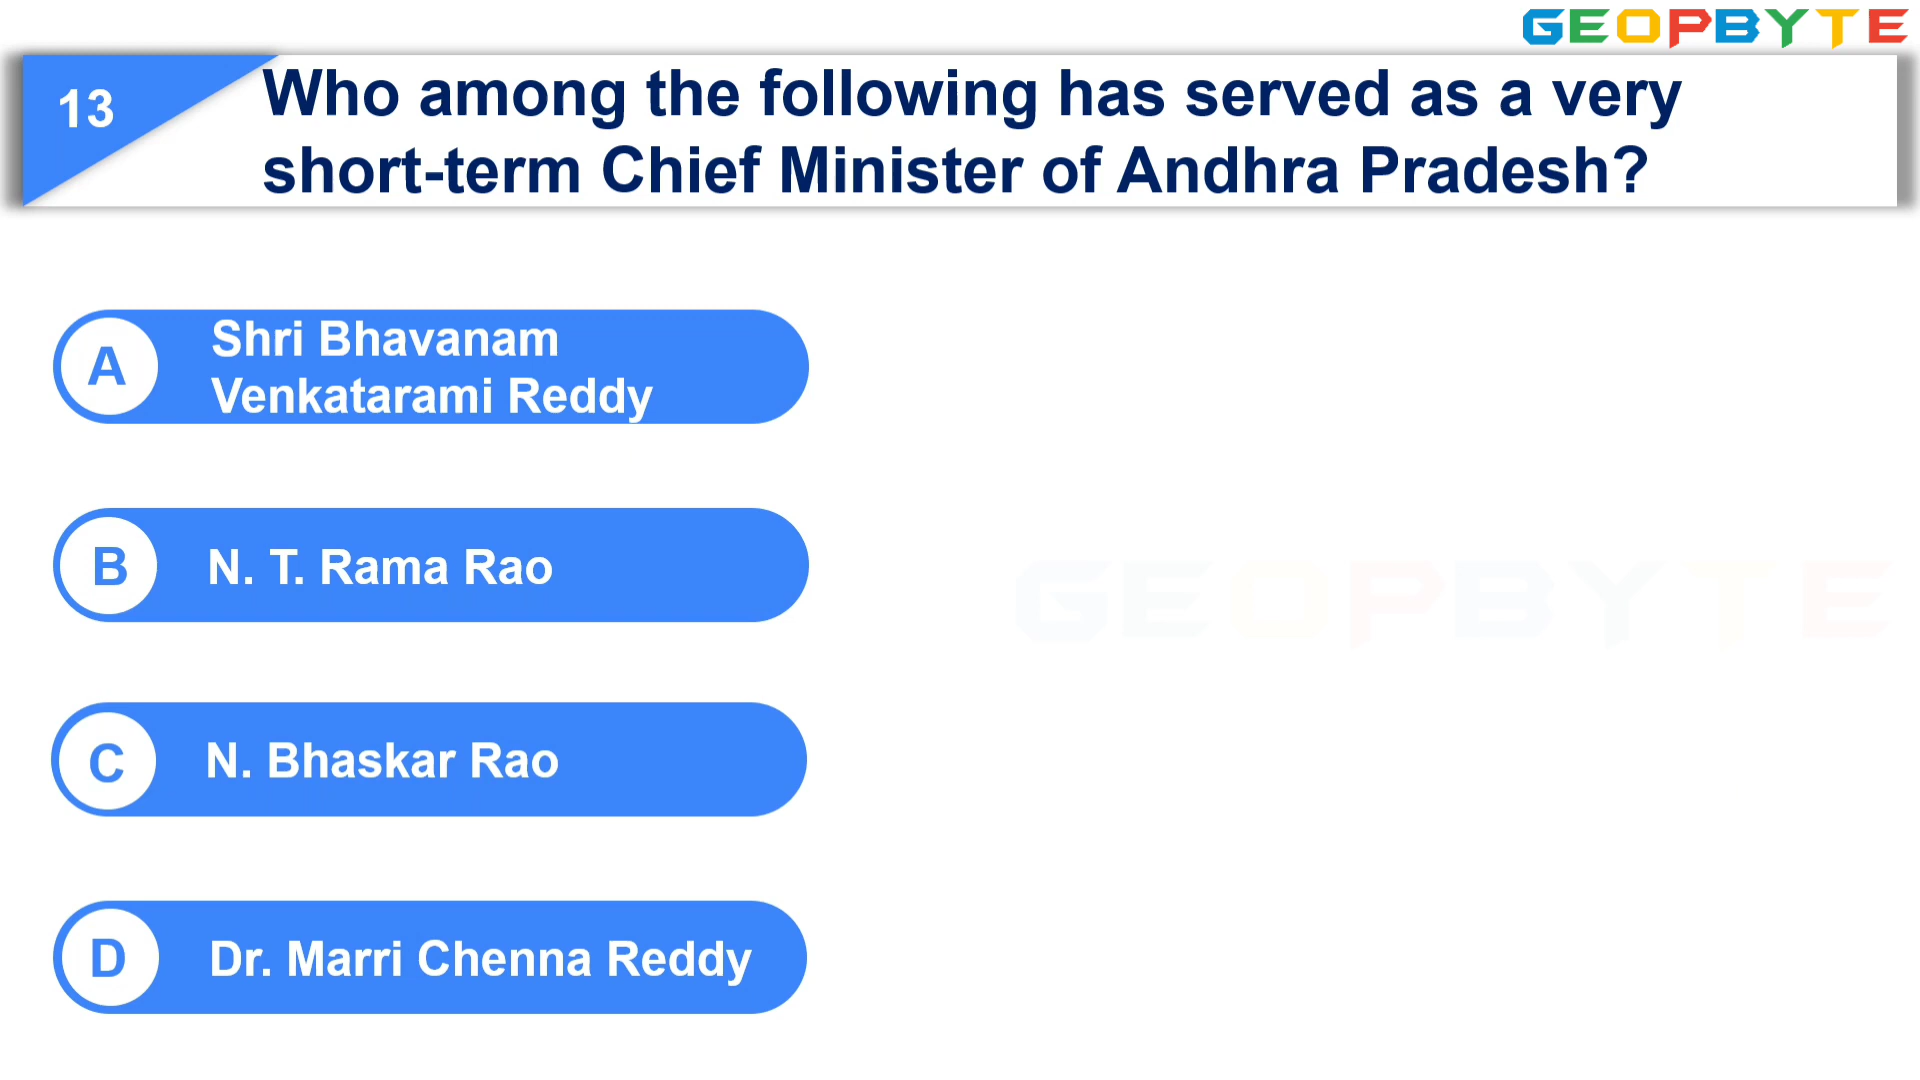 GEOPBYTE
13
Who among the following has served as a very
short-term Chief Minister of Andhra Pradesh?
A
Shri Bhavanam
Venkatarami Reddy
B
N. T. Rama Rao
GEOPBYTE
C
N. Bhaskar Rao
D
Dr. Marri Chenna Reddy